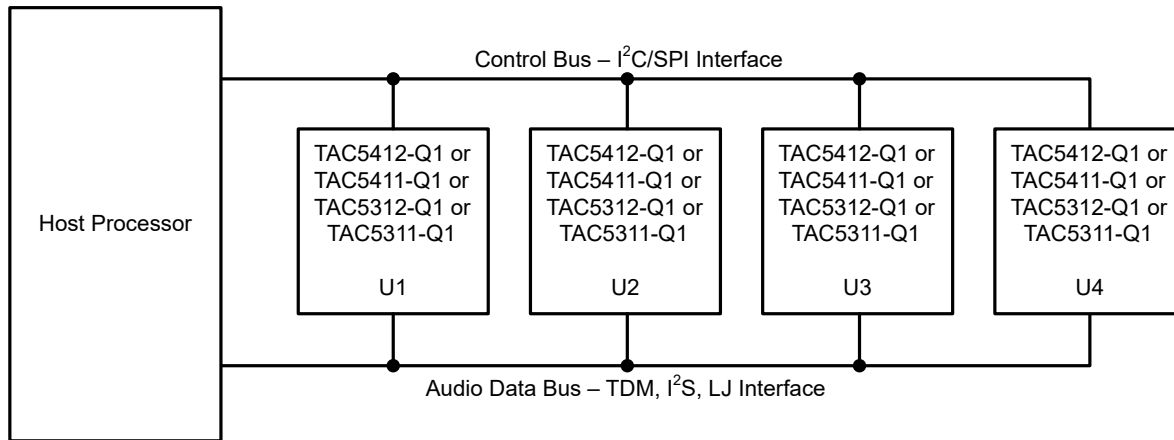 Control Bus – I²C/SPI Interface
Host Processor
TAC5412-Q1 or
TAC5411-Q1 or
TAC5312-Q1 or
TAC5311-Q1
U1
TAC5412-Q1 or
TAC5411-Q1 or
TAC5312-Q1 or
TAC5311-Q1
U2
TAC5412-Q1 or
TAC5411-Q1 or
TAC5312-Q1 or
TAC5311-Q1
U3
TAC5412-Q1 or
TAC5411-Q1 or
TAC5312-Q1 or
TAC5311-Q1
U4
Audio Data Bus – TDM, I²S, LJ Interface